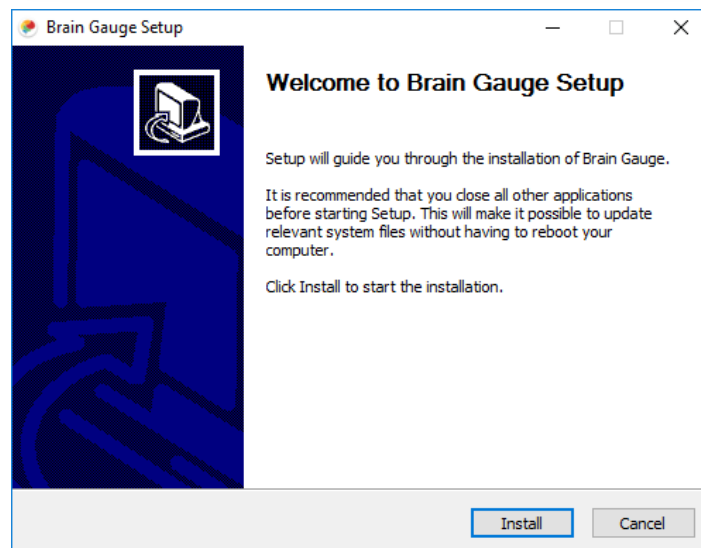 Brain Gauge Setup
Welcome to Brain Gauge Setup
Setup will guide you through the installation of Brain Gauge.
It is recommended that you close all other applications
before starting Setup. This will make it possible to update
relevant system files without having to reboot your
computer.
Click Install to start the installation.
Install
Cancel